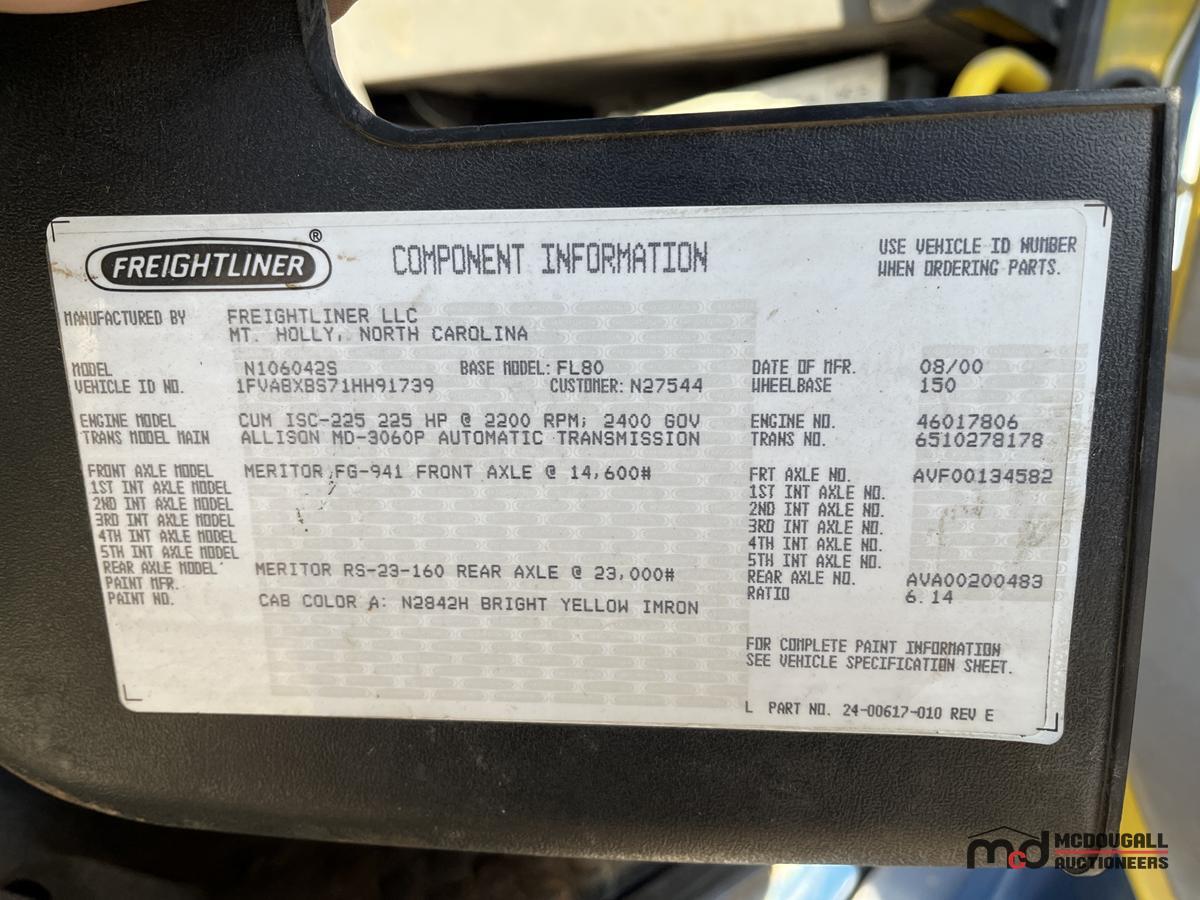 FREIGHTLINER ®
COMPONENT INFORMATION
USE VEHICLE ID NUMBER
WHEN ORDERING PARTS.
MANUFACTURED BY FREIGHTLINER LLC
MT. HOLLY, NORTH CAROLINA
MODEL N106042S BASE MODEL: FL80 DATE OF MFR. 08/00
VEHICLE ID NO. 1FVABXBS71HH91739 CUSTOMER: N27544 WHEELBASE 150
ENGINE MODEL CUM ISC-225 225 HP @ 2200 RPM; 2400 GOV ENGINE NO. 46017806
TRANS MODEL MAIN ALLISON MD-3060P AUTOMATIC TRANSMISSION TRANS NO. 6510278178
FRONT AXLE MODEL MERITOR FG-941 FRONT AXLE @ 14,600# FRT AXLE NO. AVF00134582
1ST INT AXLE MODEL 1ST INT AXLE NO.
2ND INT AXLE MODEL 2ND INT AXLE NO.
3RD INT AXLE MODEL 3RD INT AXLE NO.
4TH INT AXLE MODEL 4TH INT AXLE NO.
5TH INT AXLE MODEL 5TH INT AXLE NO.
REAR AXLE MODEL MERITOR RS-23-160 REAR AXLE @ 23,000# REAR AXLE NO. AVA00200483
PAINT MFR. RATIO 6.14
PAINT NO. CAB COLOR A: N2842H BRIGHT YELLOW IMRON
FOR COMPLETE PAINT INFORMATION
SEE VEHICLE SPECIFICATION SHEET.
PART NO. 24-00617-010 REV E
mcd MCDOUGALL
AUCTIONEERS